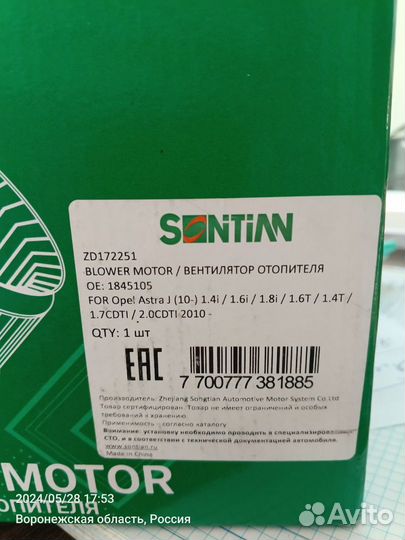 SONTIAN
ZD172251
BLOWER MOTOR / ВЕНТИЛЯТОР ОТОПИТЕЛЯ
OE: 1845105
FOR Opel Astra J (10-) 1.4i / 1.6i / 1.8i / 1.6T / 1.4T /
1.7CDTI / 2.0CDTI 2010 -
QTY: 1 шт
EAC
7 700777 381885
Производитель: Zhejiang Songtian Automotive Motor System Co.Ltd
Товар сертифицирован. Товар не имеет ограничений и особых
требований к хранению
Применимость - согласно каталогу
Внимание: установку необходимо проводить в специализиро
СТО, и в соответствии с технической документацией автомобиля.
www.sontian.ru
Made in China
MOTOR
ОТОПИТЕЛЯ
2024/05/28 17:53
Воронежская область, Россия
Avito